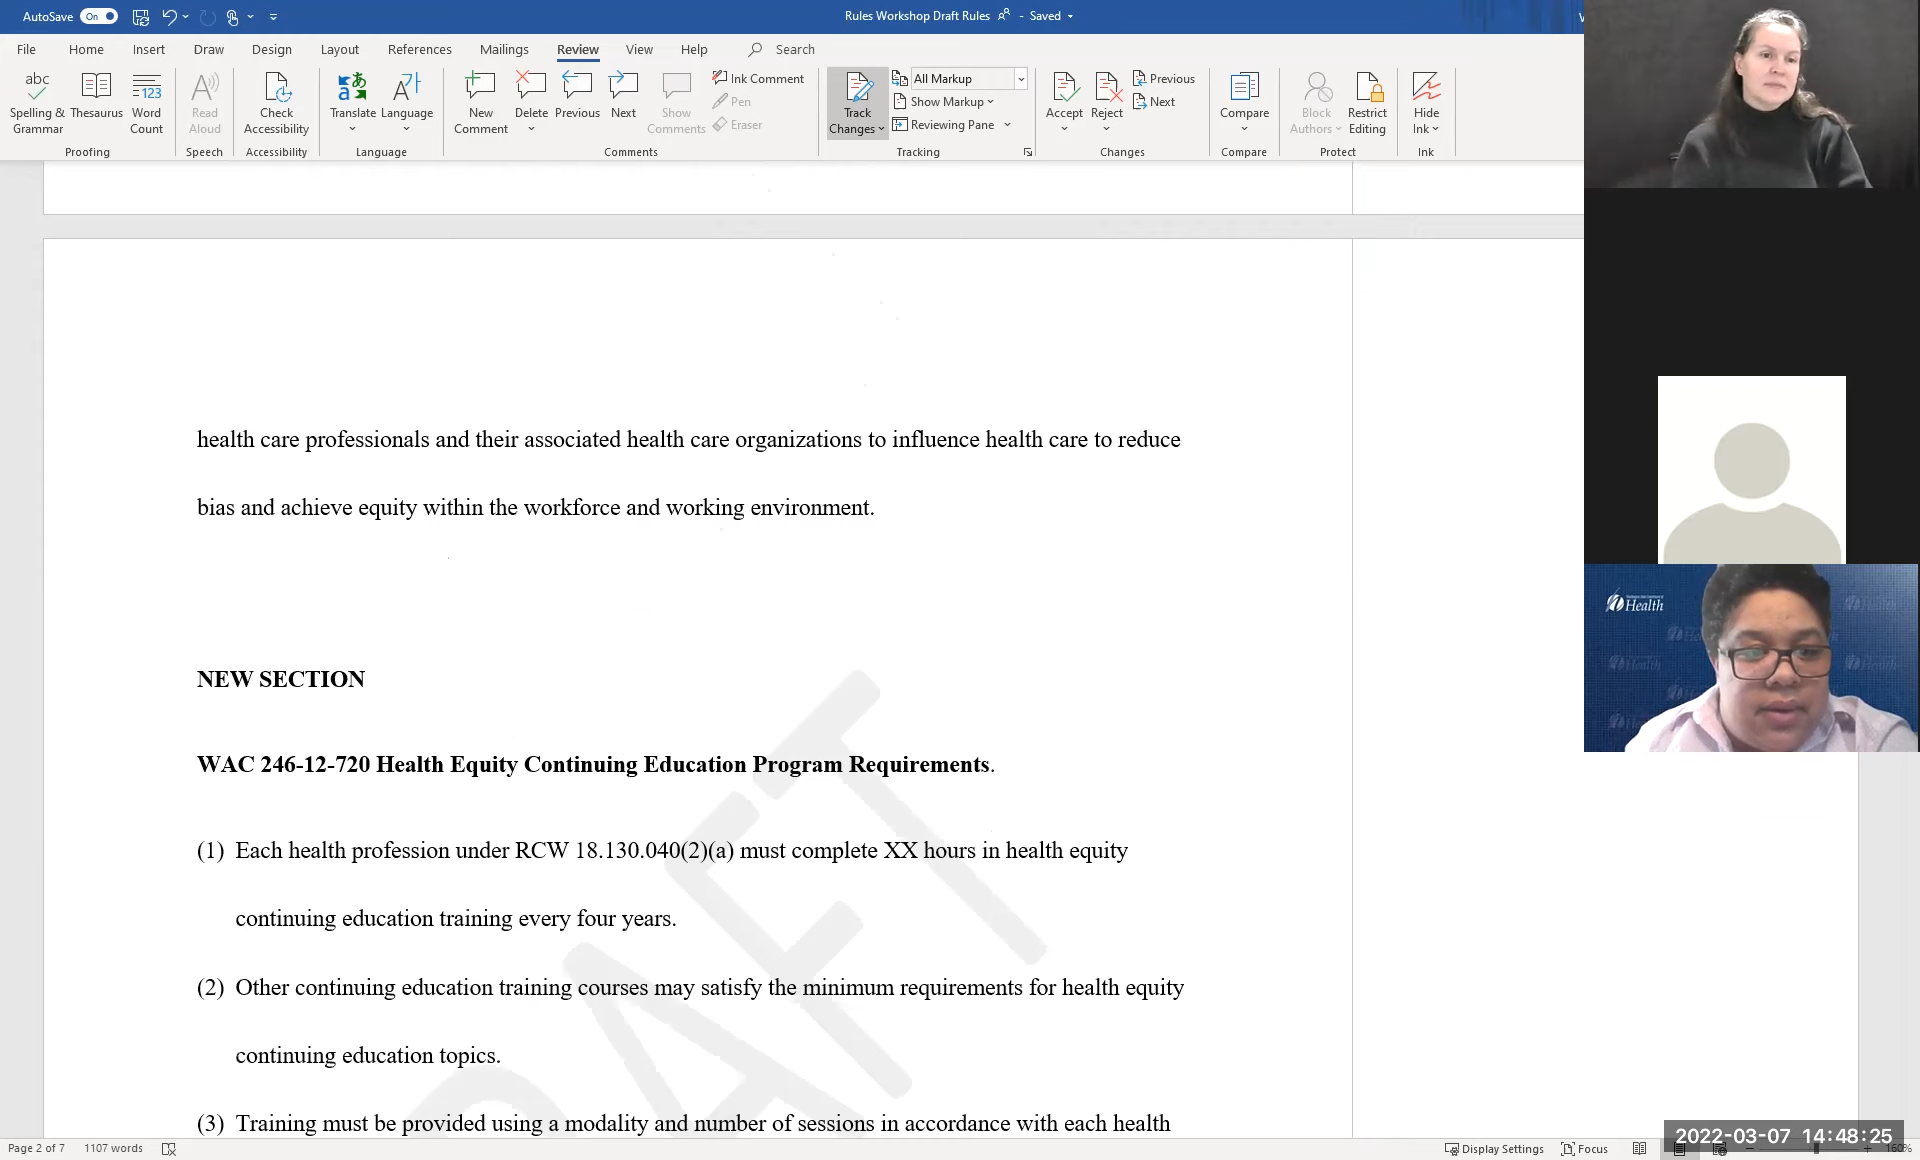 AutoSave On
Rules Workshop Draft Rules - Saved
File Home Insert Draw Design Layout References Mailings Review View Help Search
abc
Spelling &
Grammar
Thesaurus
123
Word
Count
Proofing
Read
Aloud
Speech
Check
Accessibility
Accessibility
Translate
Language
Language
New
Comment
Delete
Previous
Next
Show
Comments
Ink Comment
Pen
Eraser
Comments
Track
Changes
All Markup
Show Markup
Reviewing Pane
Tracking
Accept
Reject
Previous
Next
Changes
Compare
Compare
Block
Authors
Restrict
Editing
Protect
Hide
Ink
Ink
health care professionals and their associated health care organizations to influence health care to reduce
bias and achieve equity within the workforce and working environment.
NEW SECTION
WAC 246-12-720 Health Equity Continuing Education Program Requirements.
(1) Each health profession under RCW 18.130.040(2)(a) must complete XX hours in health equity
continuing education training every four years.
(2) Other continuing education training courses may satisfy the minimum requirements for health equity
continuing education topics.
(3) Training must be provided using a modality and number of sessions in accordance with each health
DRAFT
Health
Page 2 of 7 1107 words
Display Settings Focus
160%
2022-03-07 14:48:25